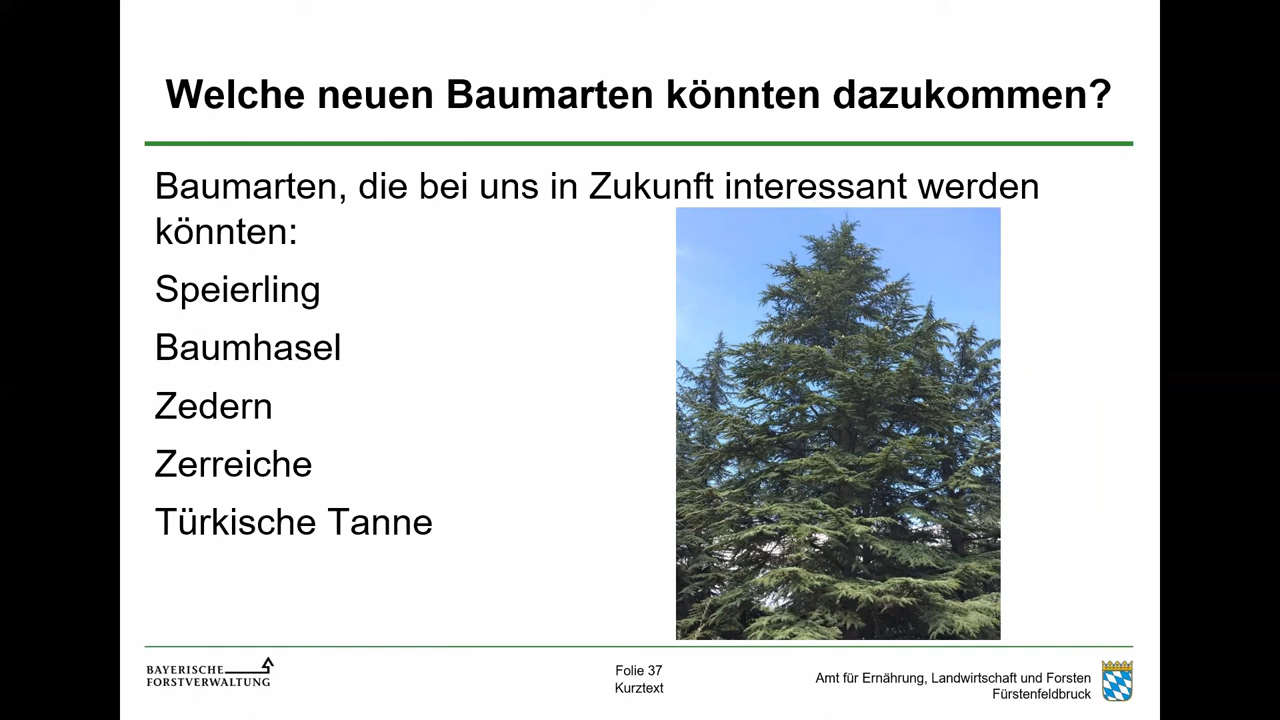 Welche neuen Baumarten könnten dazukommen?
Baumarten, die bei uns in Zukunft interessant werden
könnten:
Speierling
Baumhasel
Zedern
Zerreiche
Türkische Tanne
BAYERISCHE
FORSTVERWALTUNG
Folie 37
Kurztext
Amt für Ernährung, Landwirtschaft und Forsten
Fürstenfeldbruck